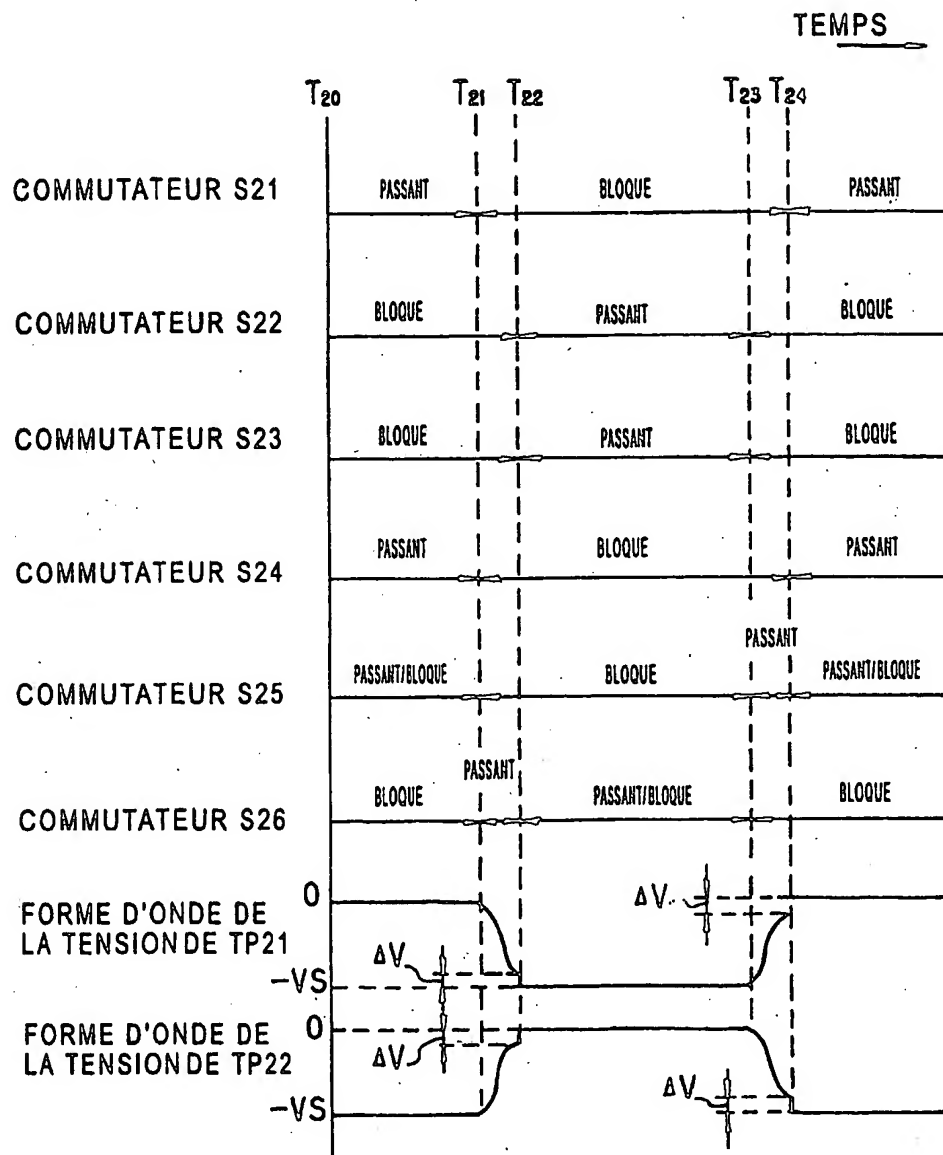 TEMPS
T20 T21 T22 T23 T24
COMMUTATEUR S21 PASSANT BLOQUE PASSANT
COMMUTATEUR S22 BLOQUE PASSANT BLOQUE
COMMUTATEUR S23 BLOQUE PASSANT BLOQUE
COMMUTATEUR S24 PASSANT BLOQUE PASSANT
PASSANT
COMMUTATEUR S25 PASSANT/BLOQUE BLOQUE PASSANT/BLOQUE
PASSANT
COMMUTATEUR S26 BLOQUE PASSANT/BLOQUE BLOQUE
0 ΔV
FORME D'ONDE DE
LA TENSION DE TP21
ΔV
-VS
0
FORME D'ONDE DE
LA TENSION DE TP22
ΔV
ΔV
-VS